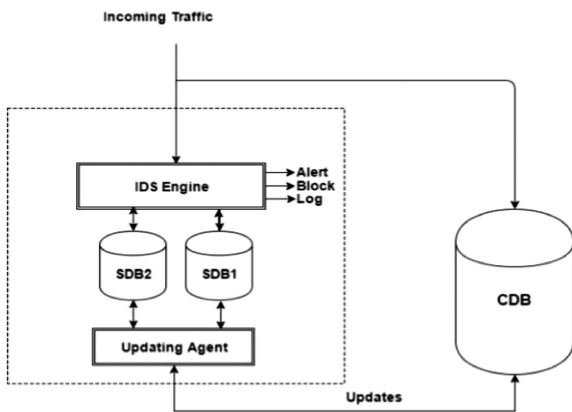 Incoming Traffic
IDS Engine
Alert
Block
Log
SDB2
SDB1
CDB
Updating Agent
Updates